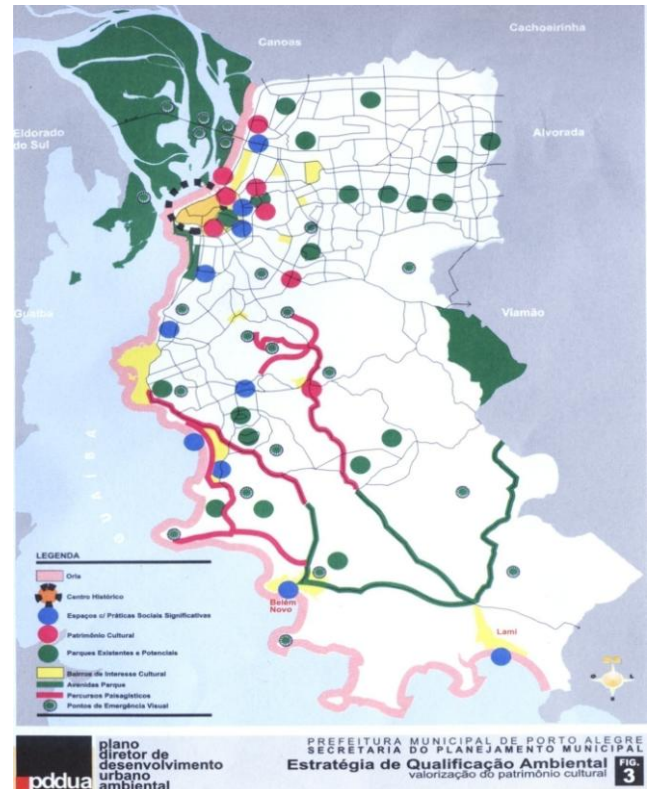 Canoas
Cachoeirinha
Eldorado
do Sul
Alvorada
Guaíba
Viamão
GUAÍBA
LEGENDA
Orla
Centro Histórico
Espaços c/ Práticas Sociais Significativas
Patrimônio Cultural
Parques Existentes e Potenciais
Bairros de Interesse Cultural
Avenidas Parque
Percursos Paisagísticos
Pontos de Emergência Visual
Belém
Novo
Lami
pddua
plano
diretor de
desenvolvimento
urbano
ambiental
PREFEITURA MUNICIPAL DE PORTO ALEGRE
SECRETARIA DO PLANEJAMENTO MUNICIPAL
Estratégia de Qualificação Ambiental
valorização do patrimônio cultural
FIG.
3